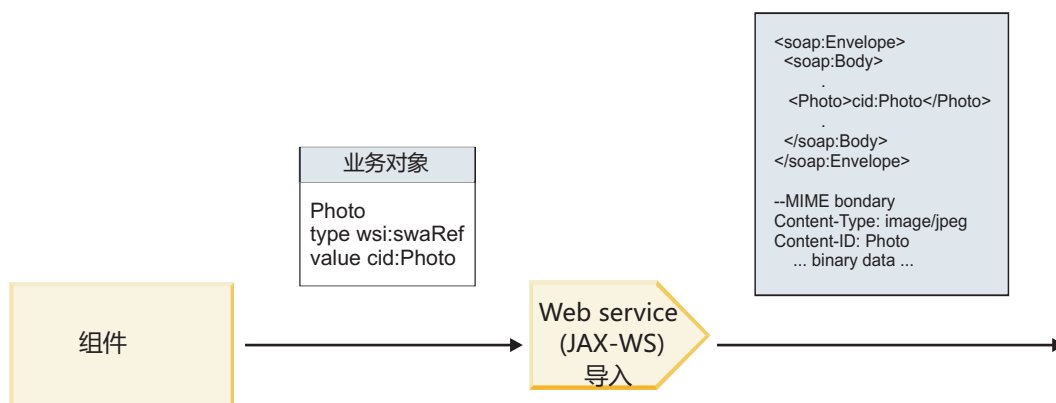 <soap:Envelope>
<soap:Body>
.
<Photo>cid:Photo</Photo>
.
</soap:Body>
</soap:Envelope>
--MIME bondary
Content-Type: image/jpeg
Content-ID: Photo
... binary data ...
业务对象
Photo
type wsi:swaRef
value cid:Photo
组件
Web service
(JAX-WS)
导入